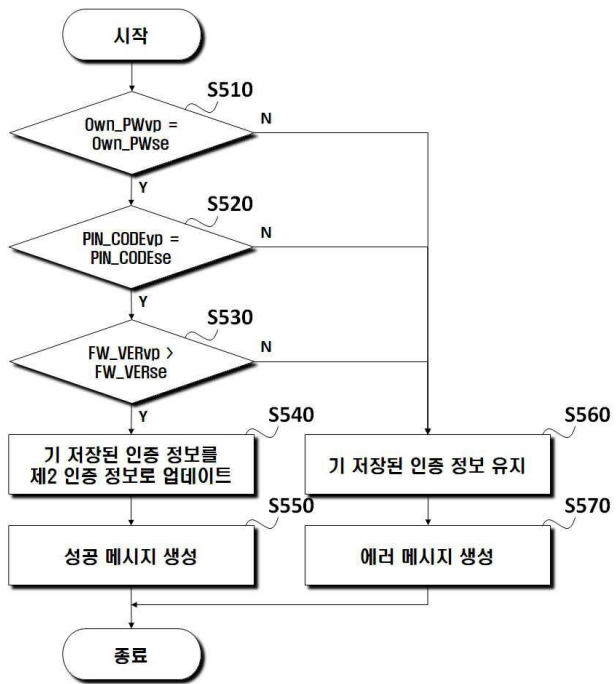 시작
S510
Own_PWvp =
Own_PWse
N
Y
S520
PIN_CODEvp =
PIN_CODEse
N
Y
S530
FW_VERvp >
FW_VERse
N
Y
S540
기 저장된 인증 정보를
제2 인증 정보로 업데이트
S560
기 저장된 인증 정보 유지
S550
성공 메시지 생성
S570
에러 메시지 생성
종료